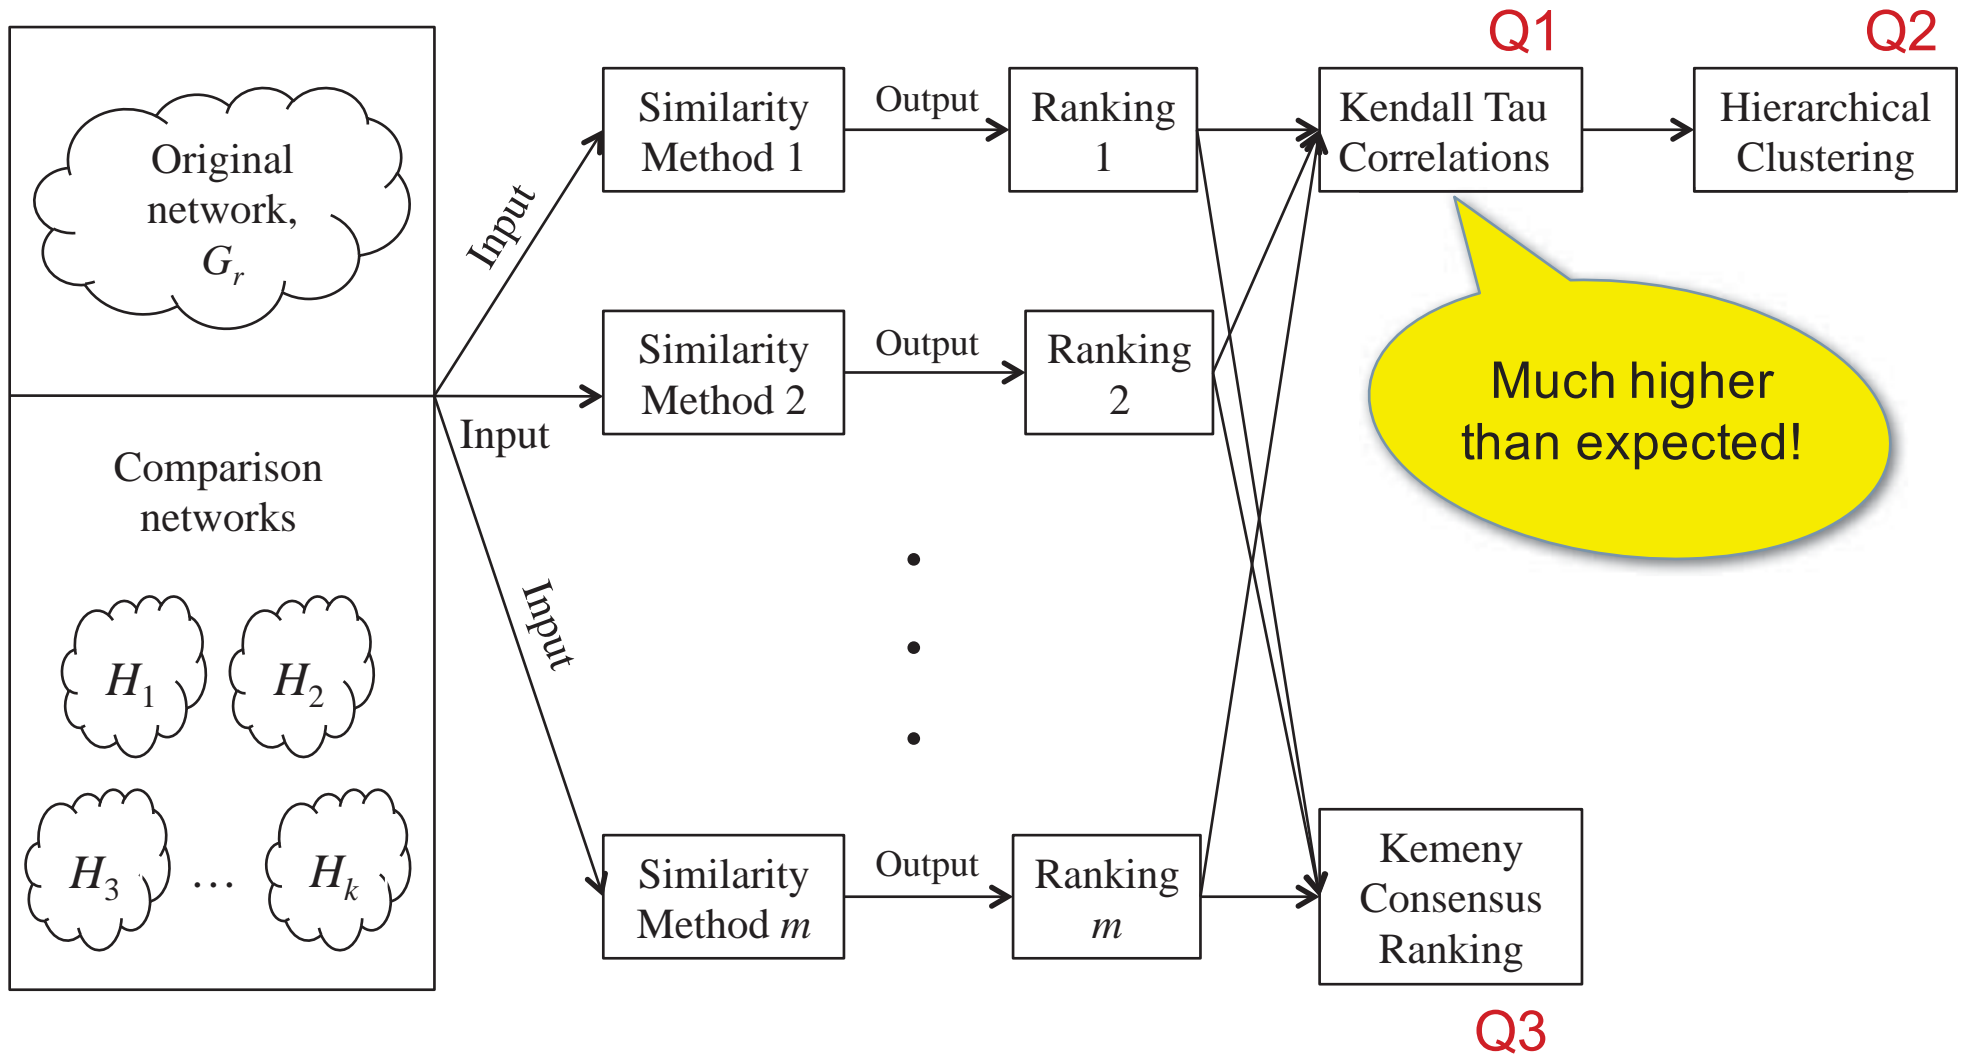 Q1
Q2
Original
network,
G_r
Comparison
networks
H_1
H_2
H_3
...
H_k
Input
Input
Input
Similarity
Method 1
Output
Ranking
1
Similarity
Method 2
Output
Ranking
2
Similarity
Method m
Output
Ranking
m
Kendall Tau
Correlations
Hierarchical
Clustering
Much higher
than expected!
Kemeny
Consensus
Ranking
Q3